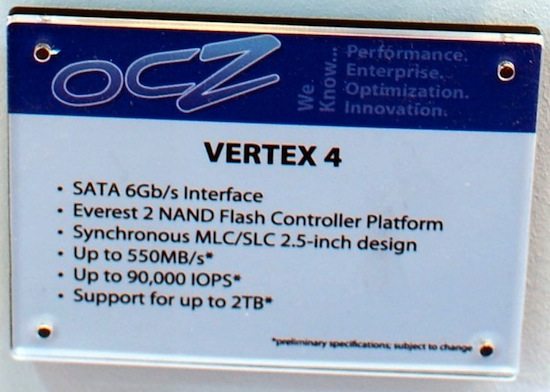 OCZ
We Know...
Performance.
Enterprise.
Optimization.
Innovation.
VERTEX 4
• SATA 6Gb/s Interface
• Everest 2 NAND Flash Controller Platform
• Synchronous MLC/SLC 2.5-inch design
• Up to 550MB/s*
• Up to 90,000 IOPS*
• Support for up to 2TB*
*preliminary specifications; subject to change